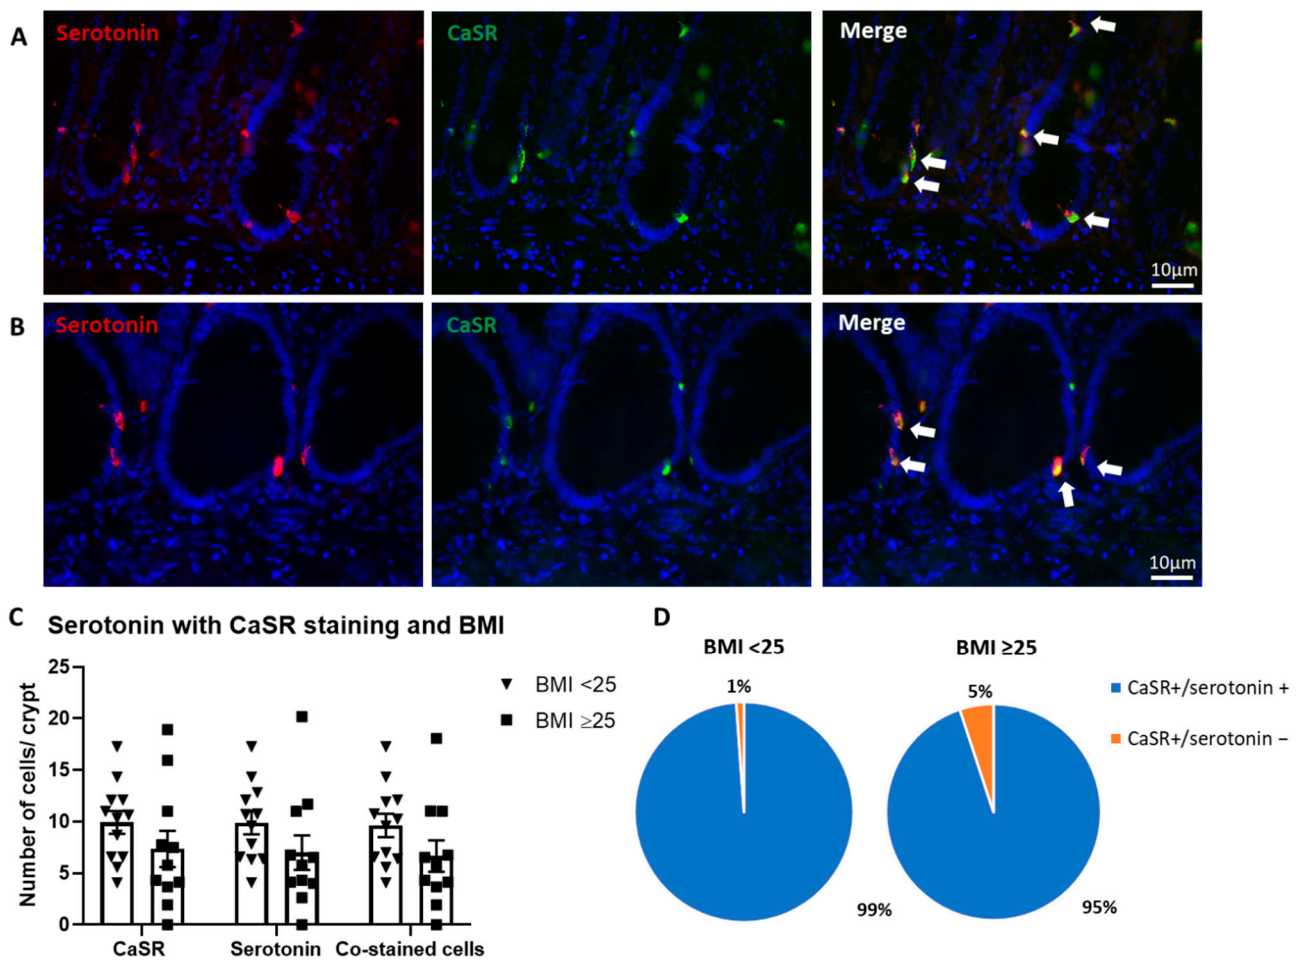 A
Serotonin
CaSR
Merge
10µm
B
Serotonin
CaSR
Merge
10µm
C
Serotonin with CaSR staining and BMI
25
20
15
10
5
0
Number of cells/ crypt
CaSR
Serotonin
Co-stained cells
BMI <25
BMI ≥25
D
BMI <25
BMI ≥25
1%
5%
99%
95%
CaSR+/serotonin +
CaSR+/serotonin −